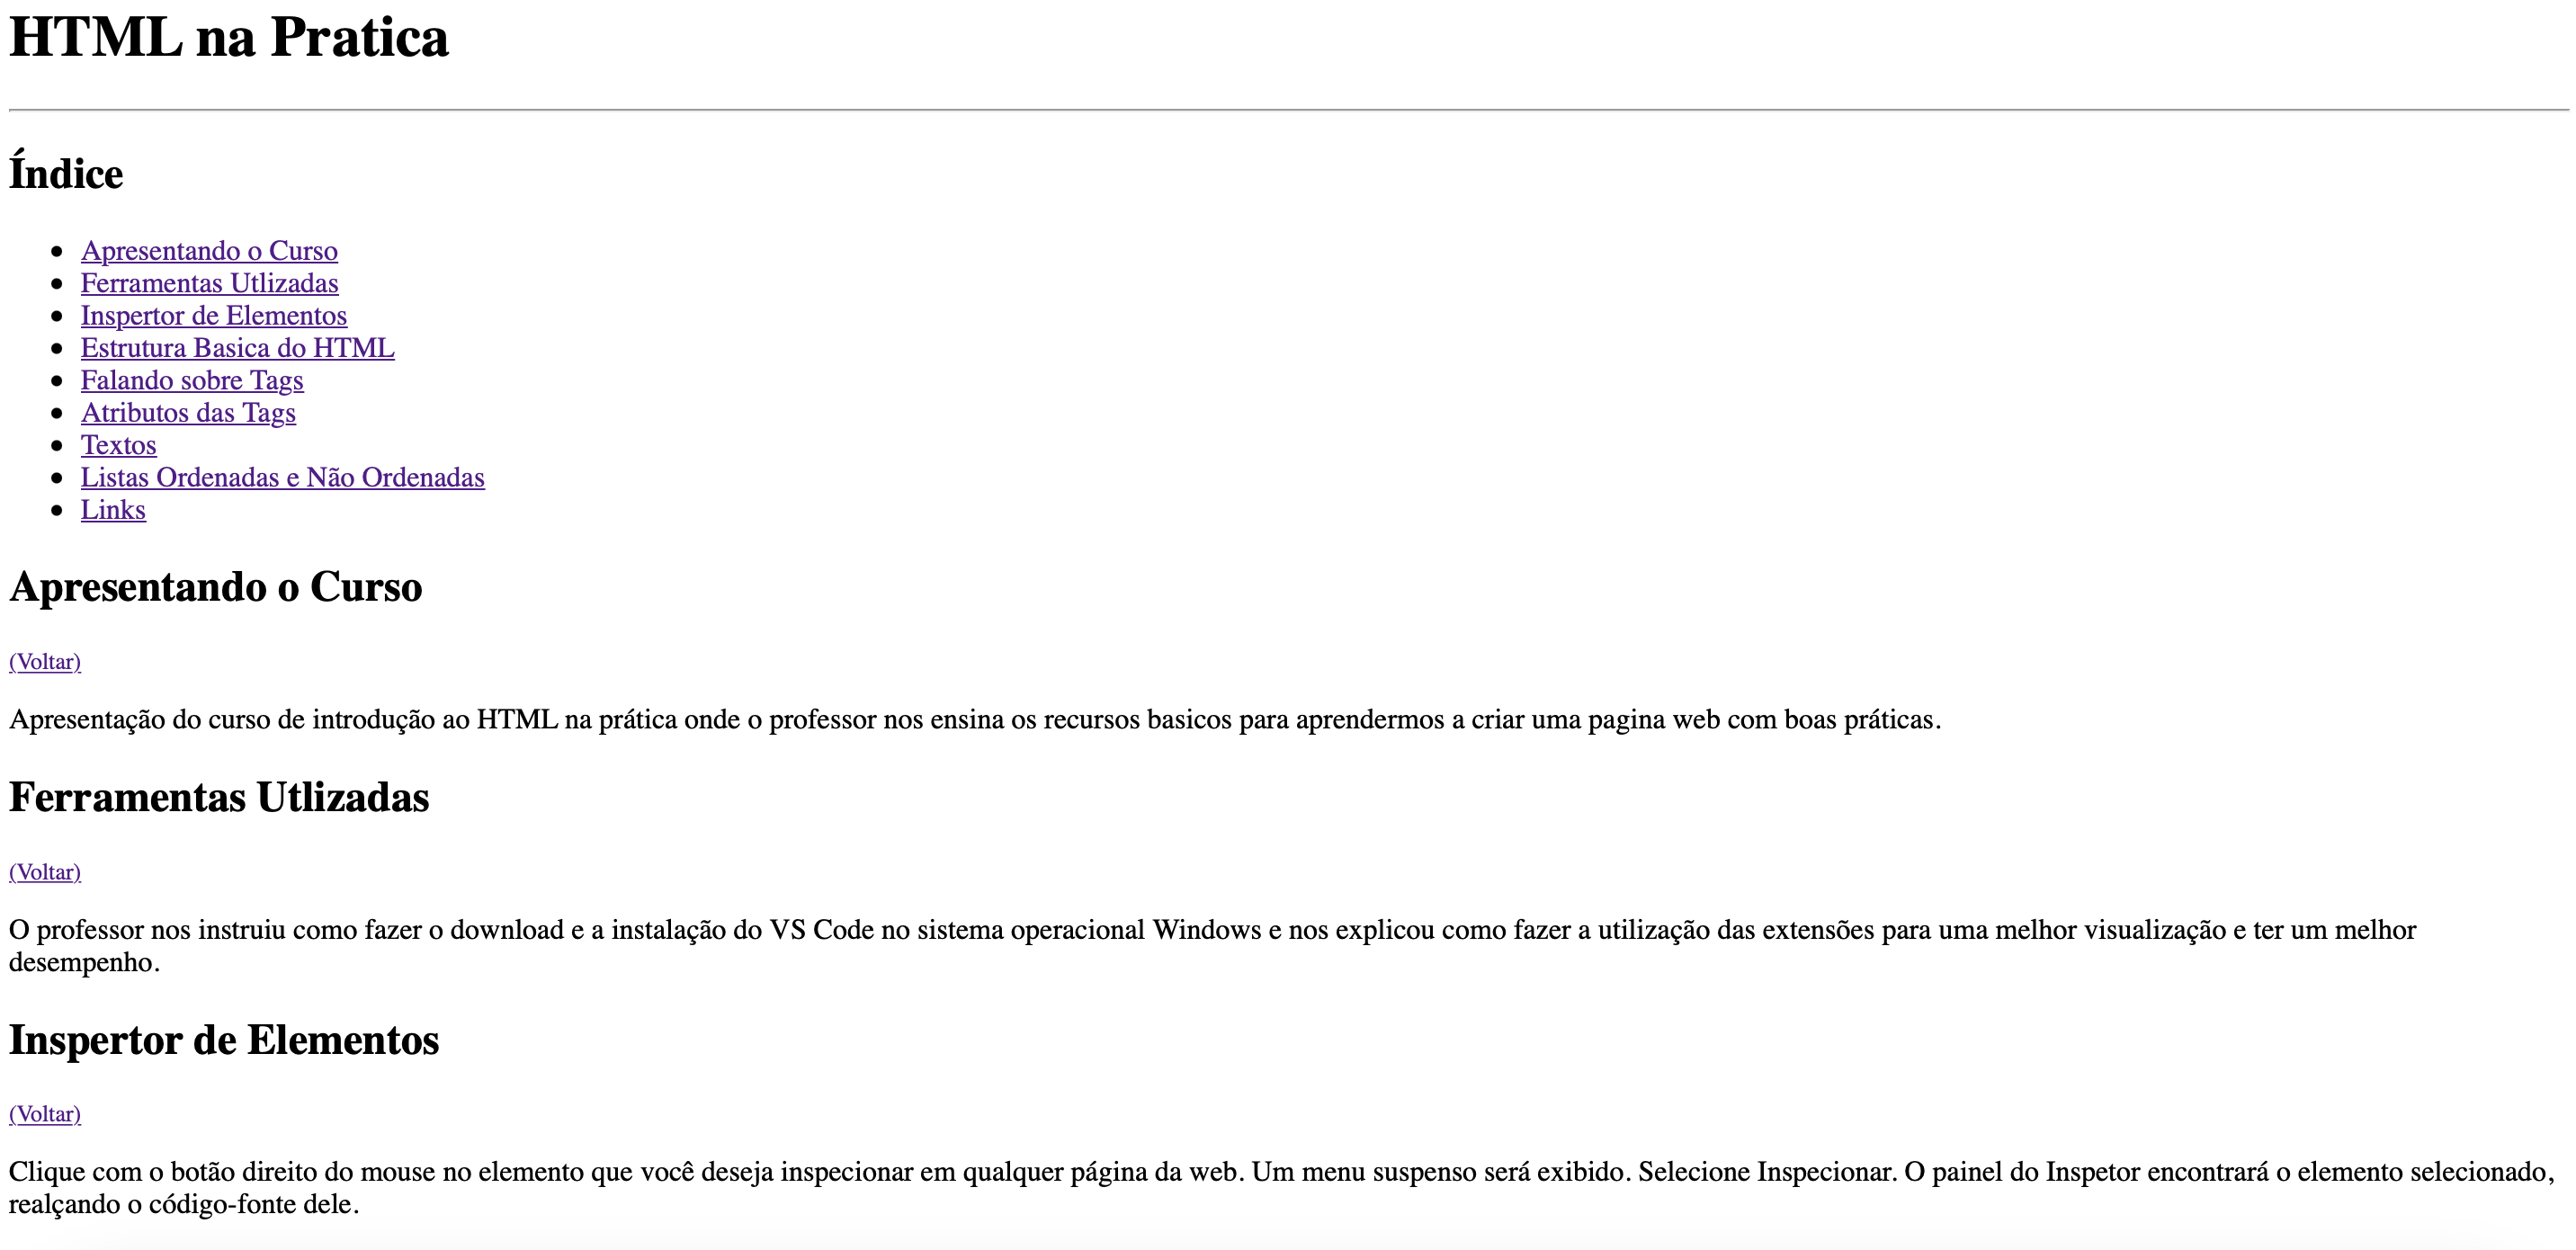 HTML na Pratica
Índice
Apresentando o Curso
Ferramentas Utlizadas
Inspertor de Elementos
Estrutura Basica do HTML
Falando sobre Tags
Atributos das Tags
Textos
Listas Ordenadas e Não Ordenadas
Links
Apresentando o Curso
(Voltar)
Apresentação do curso de introdução ao HTML na prática onde o professor nos ensina os recursos basicos para aprendermos a criar uma pagina web com boas práticas.
Ferramentas Utlizadas
(Voltar)
O professor nos instruiu como fazer o download e a instalação do VS Code no sistema operacional Windows e nos explicou como fazer a utilização das extensões para uma melhor visualização e ter um melhor
desempenho.
Inspertor de Elementos
(Voltar)
Clique com o botão direito do mouse no elemento que você deseja inspecionar em qualquer página da web. Um menu suspenso será exibido. Selecione Inspecionar. O painel do Inspetor encontrará o elemento selecionado,
realçando o código-fonte dele.